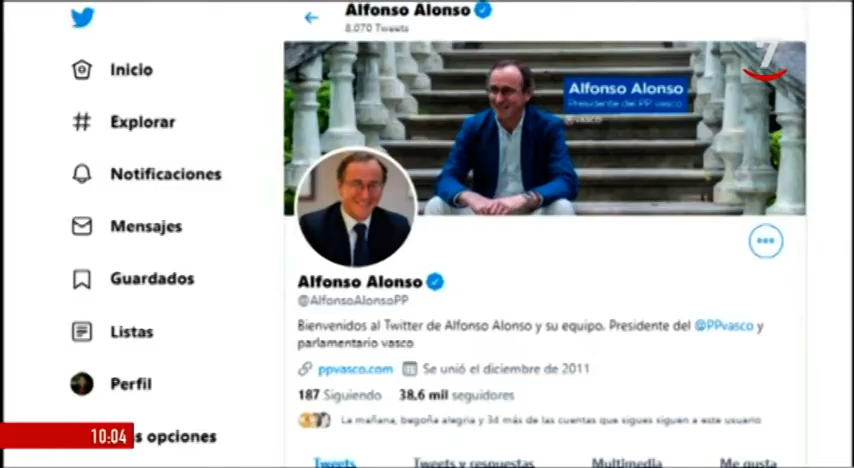 Alfonso Alonso
8.070 Tweets
7
Inicio
Explorar
Notificaciones
Mensajes
Guardados
Listas
Perfil
s opciones
10:04
Alfonso Alonso
Presidente del PP vasco
Alfonso Alonso
@AlfonsoAlonsoPP
Bienvenidos al Twitter de Alfonso Alonso y su equipo. Presidente del @PPvasco y
parlamentario vasco
ppvasco.com Se unió el diciembre de 2011
187 Siguiendo 38,6 mil seguidores
La mañana, begoña alegria y 34 más de las cuentas que sigues siguen a este usuario
Tweets Tweets y respuestas Multimedia Me gusta